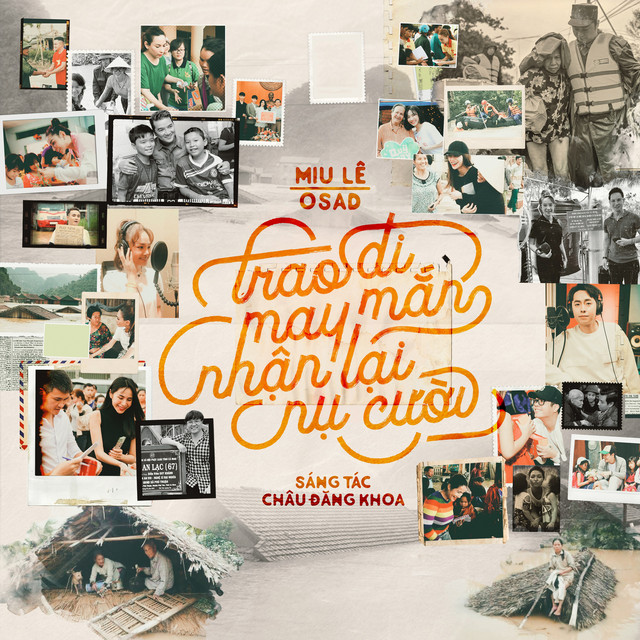 MIU LÊ
OSAD
trao đi
may mắn
nhận lại
nụ cười
SÁNG TÁC
CHÂU ĐĂNG KHOA
AN LẠC (67)